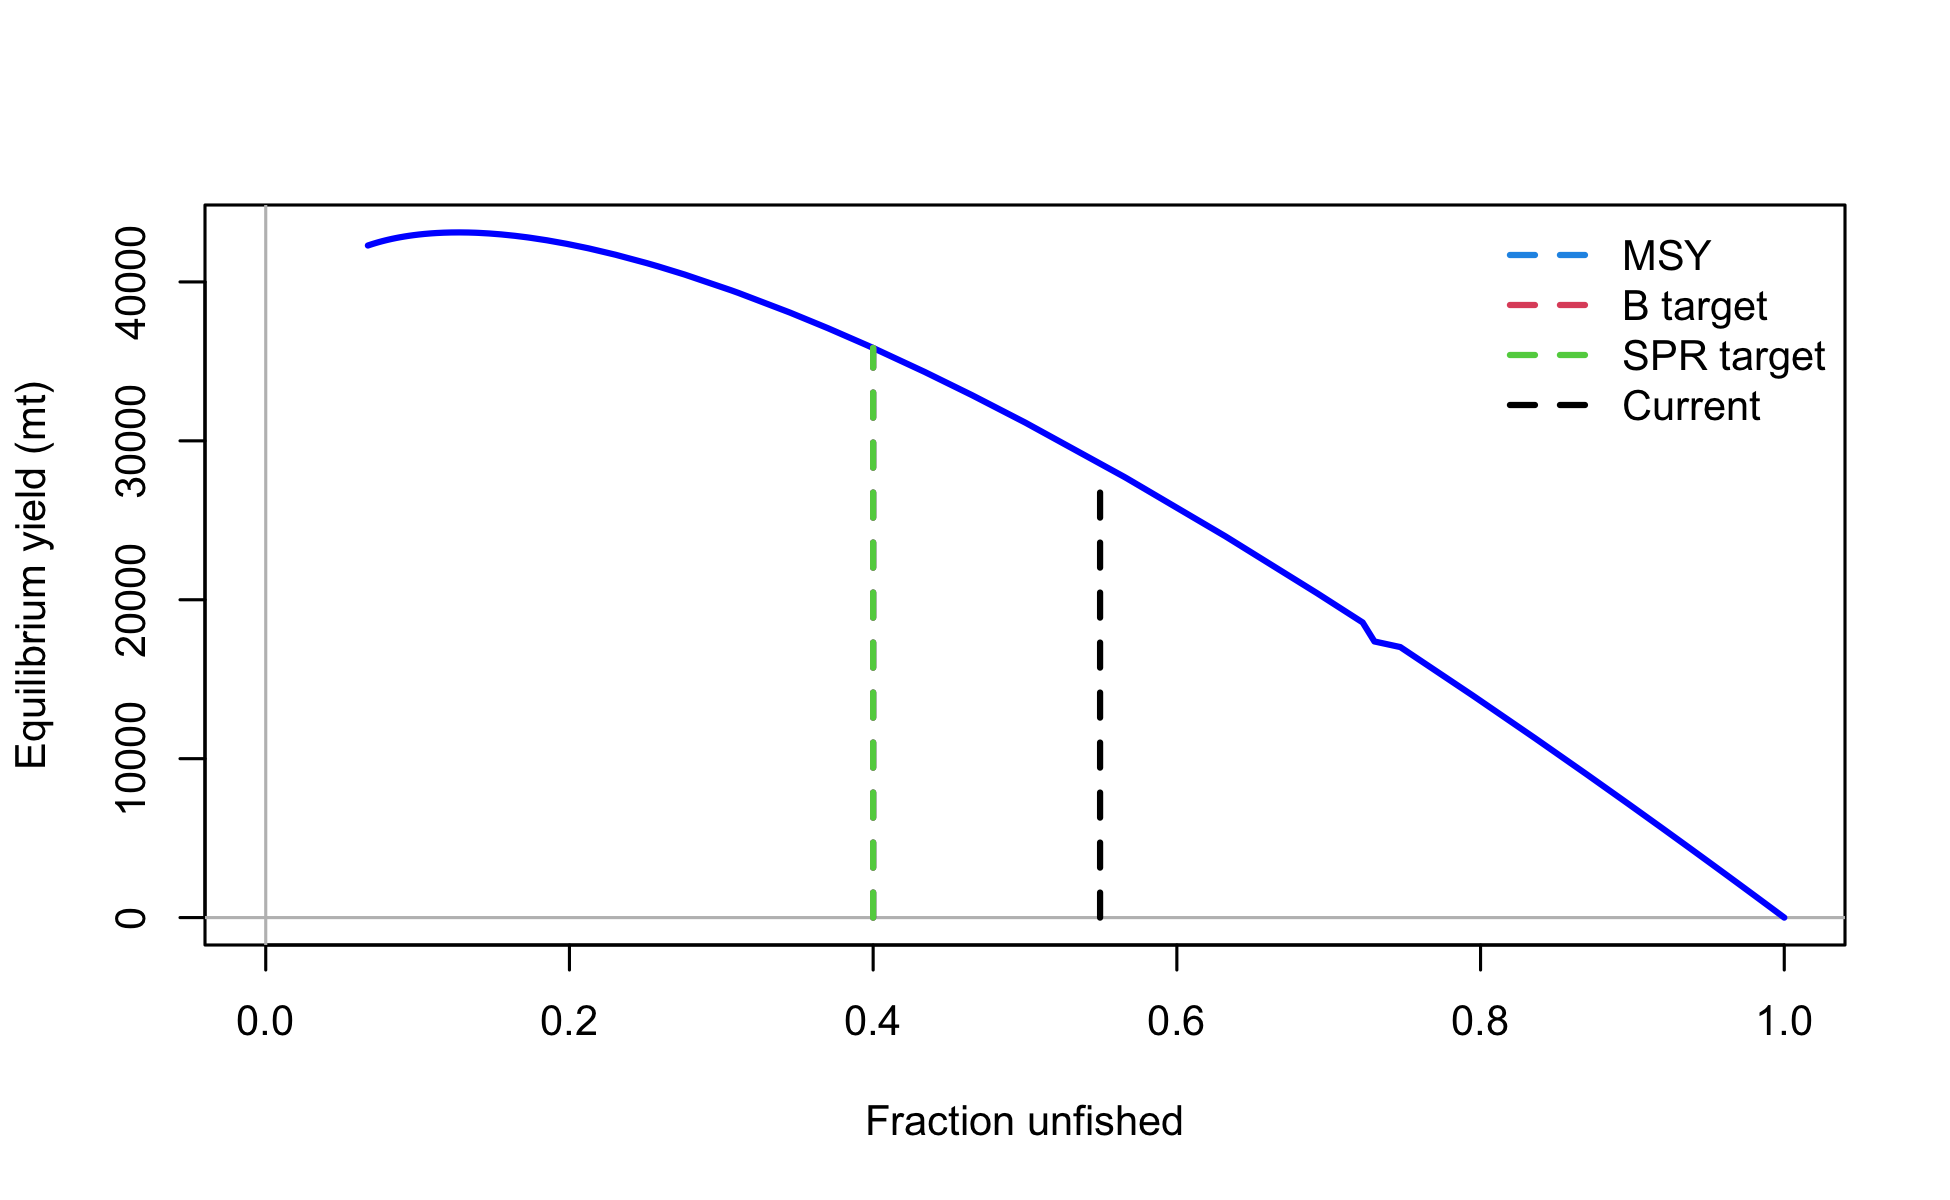 MSY
B target
SPR target
Current
Equilibrium yield (mt)
40000
30000
20000
10000
0
0.0 0.2 0.4 0.6 0.8 1.0
Fraction unfished